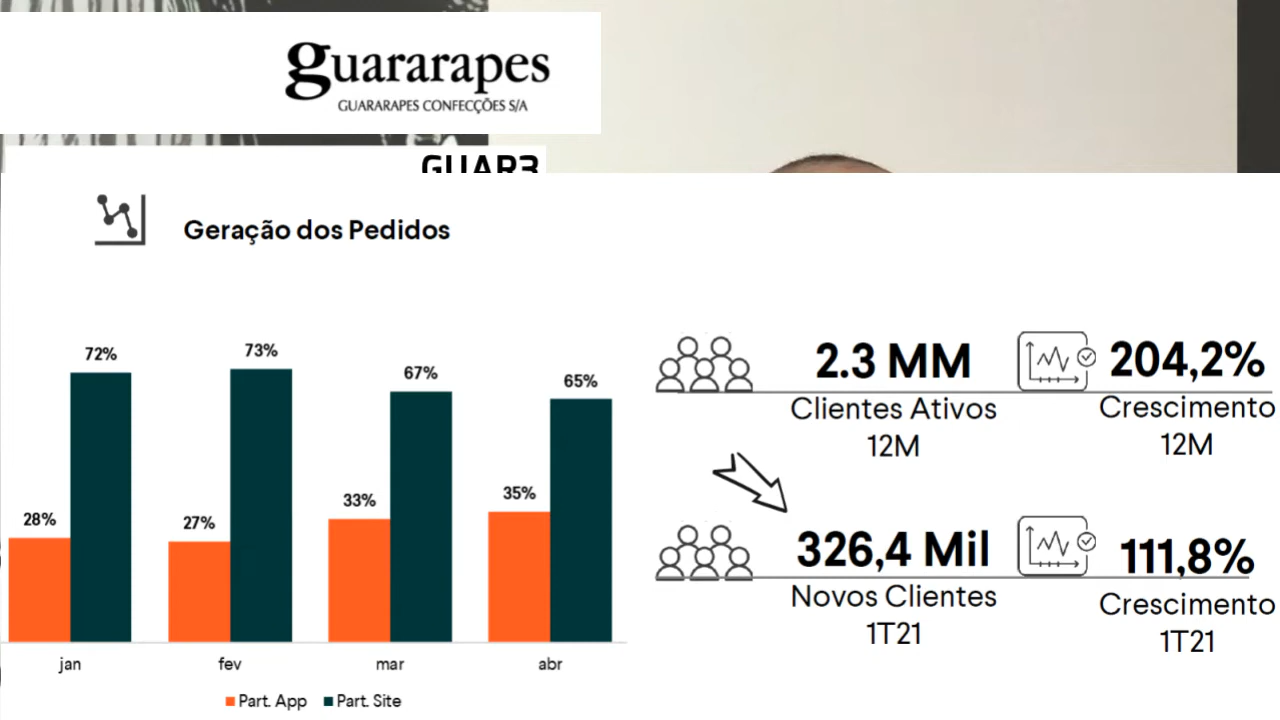 guararapes
GUARARAPES CONFECÇÕES S/A
GUAR3
Geração dos Pedidos
72%
73%
67%
65%
28%
27%
33%
35%
jan
fev
mar
abr
Part. App
Part. Site
2.3 MM
Clientes Ativos
12M
204,2%
Crescimento
12M
326,4 Mil
Novos Clientes
1T21
111,8%
Crescimento
1T21